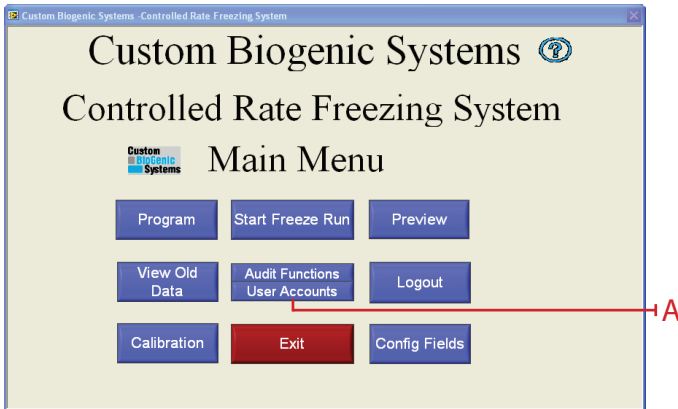 Custom Biogenic Systems -Controlled Rate Freezing System
Custom Biogenic Systems ?
Controlled Rate Freezing System
Custom
BioGenic
Systems
Main Menu
Program
Start Freeze Run
Preview
View Old
Data
Audit Functions
User Accounts
Logout
A
Calibration
Exit
Config Fields